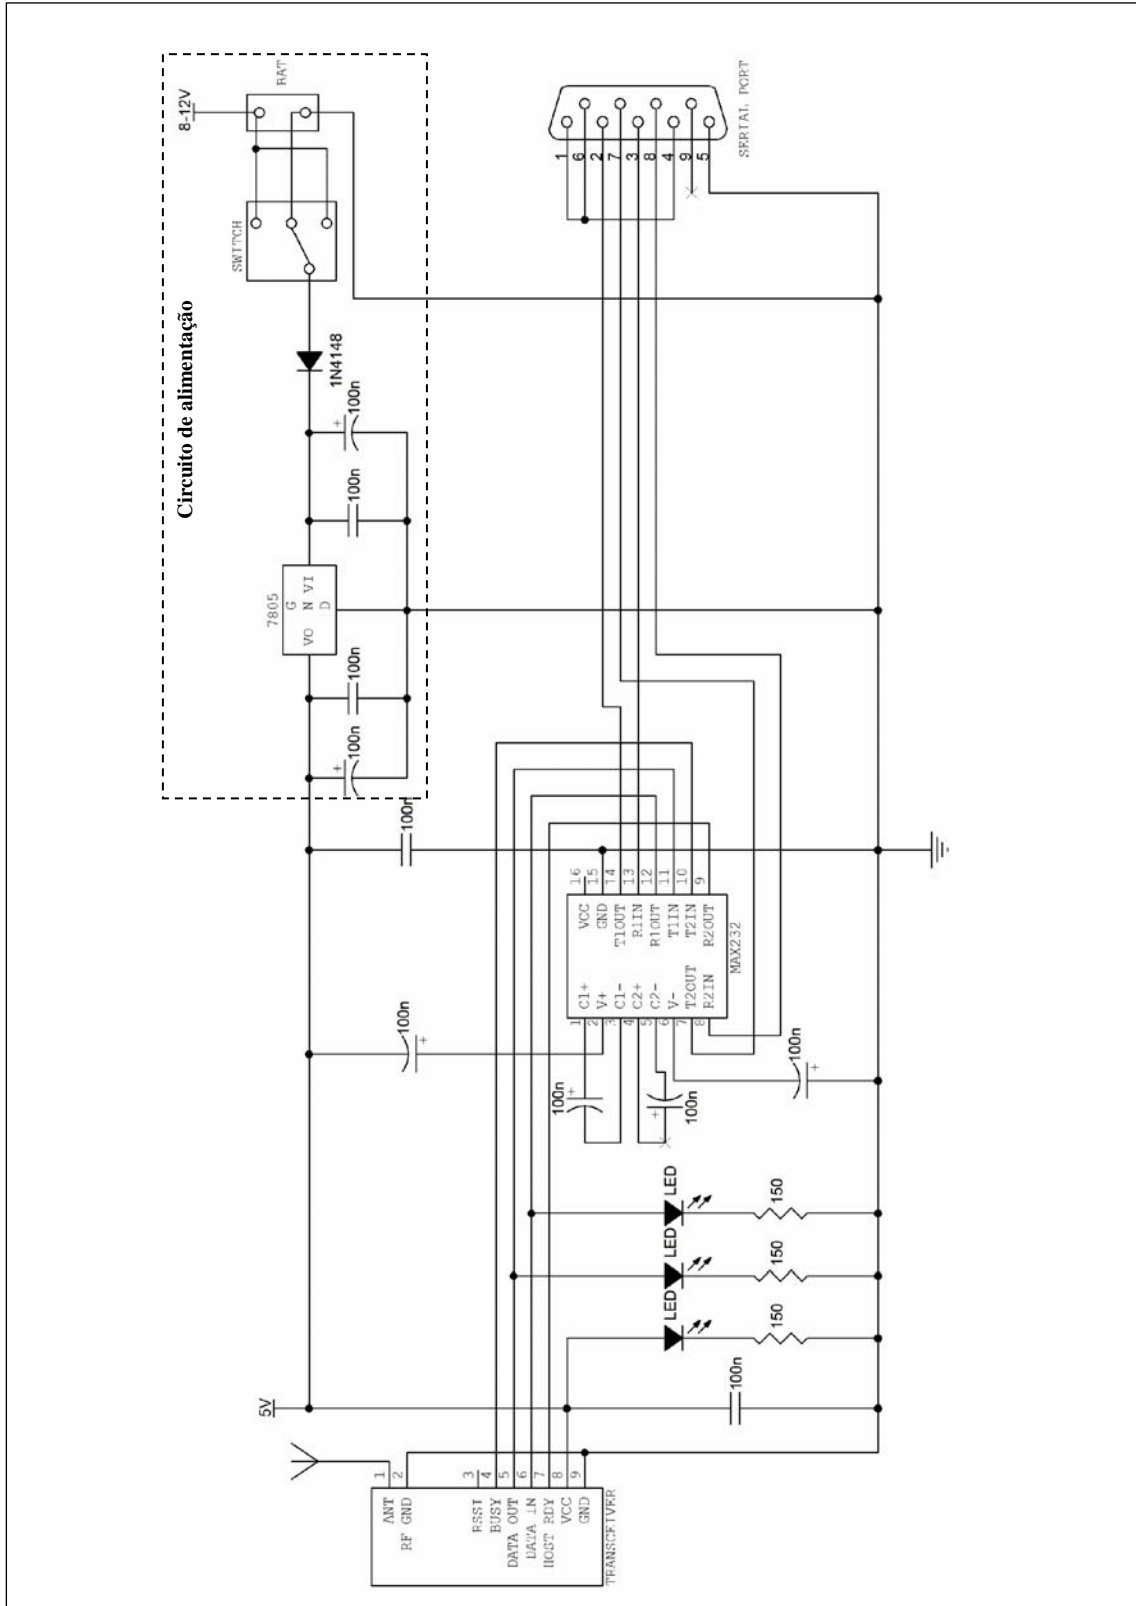 Circuito de alimentação
8-12V
BAT
SWITCH
1N4148
100n
100n
7805
G
VO N VI
D
100n
100n
100n
SERIAL PORT
1
6
2
7
3
8
4
9
5
MAX232
1 C1+
2 V+
3 C1-
4 C2+
5 C2-
6 V-
7 T2OUT
8 R2IN
VCC 16
GND 15
T1OUT 14
R1IN 13
R1OUT 12
T1IN 11
T2IN 10
R2OUT 9
100n
100n
100n
100n
LED
LED
LED
150
150
150
100n
5V
TRANSCEIVER
ANT 1
RF GND 2
RSSI 3
BUSY 4
DATA OUT 5
DATA IN 6
HOST RDY 7
VCC 8
GND 9